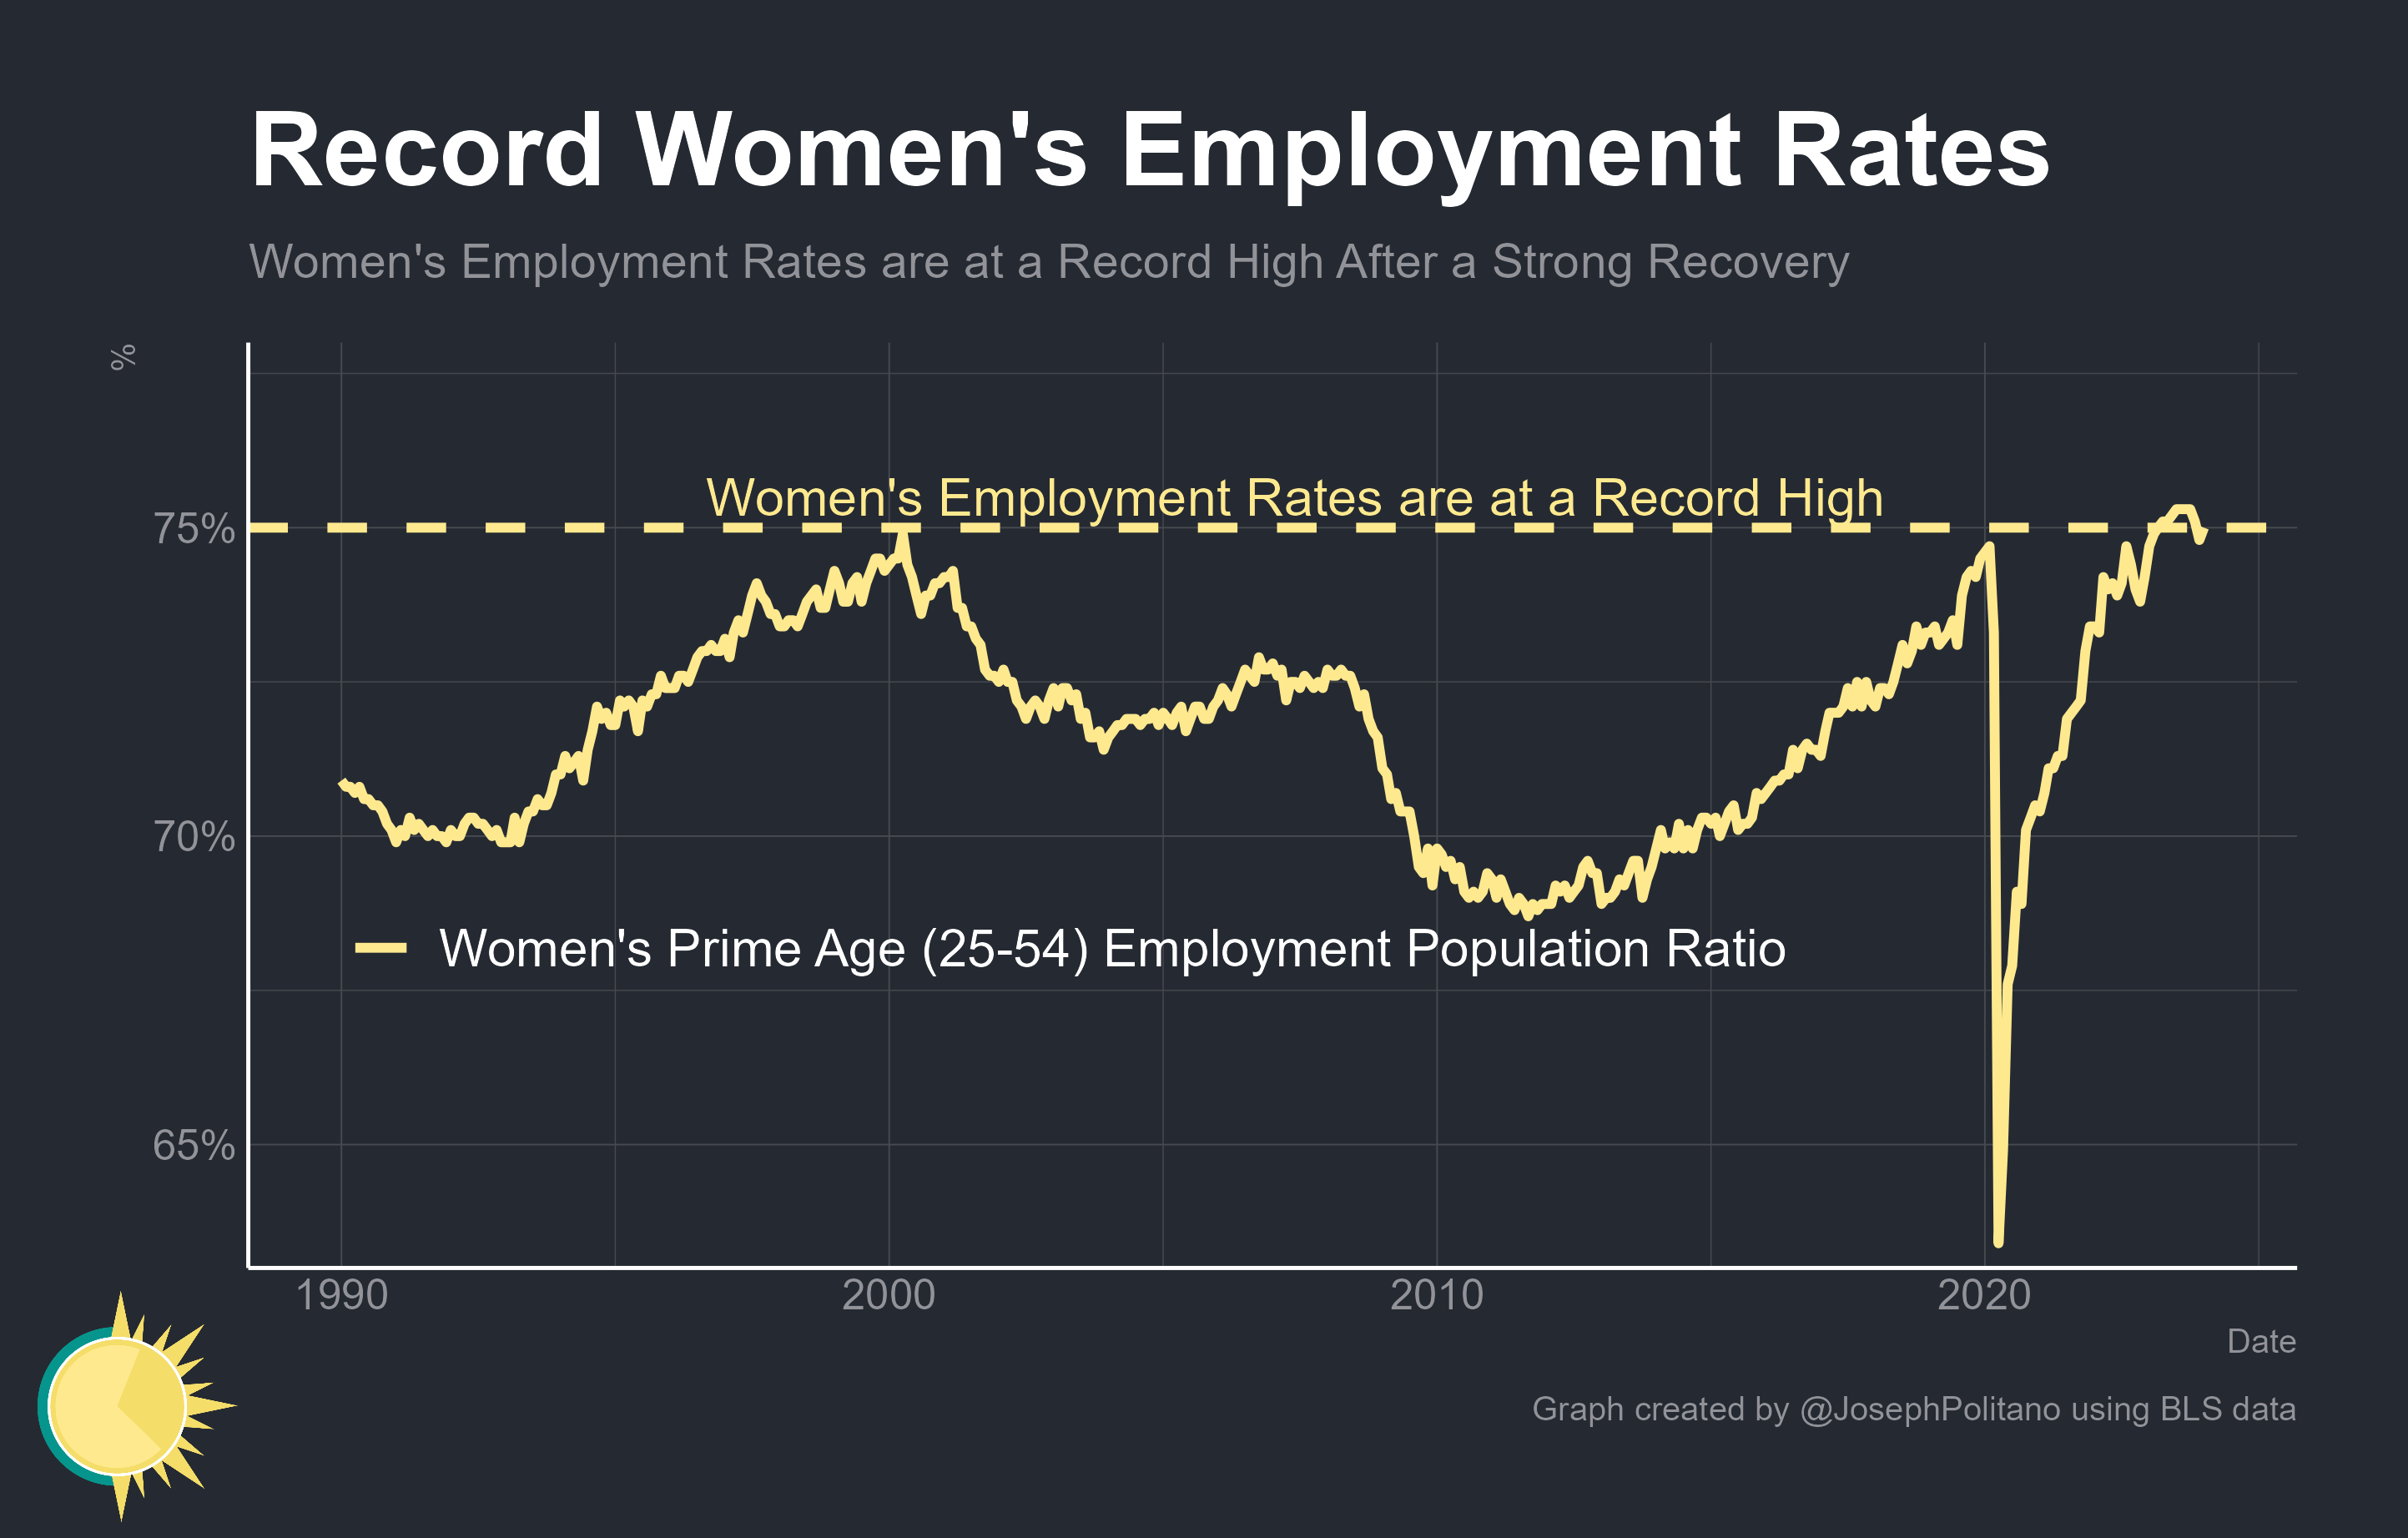 Record Women's Employment Rates
Women's Employment Rates are at a Record High After a Strong Recovery
%
Women's Employment Rates are at a Record High
75%
70%
Women's Prime Age (25-54) Employment Population Ratio
65%
1990 2000 2010 2020
Date
Graph created by @JosephPolitano using BLS data